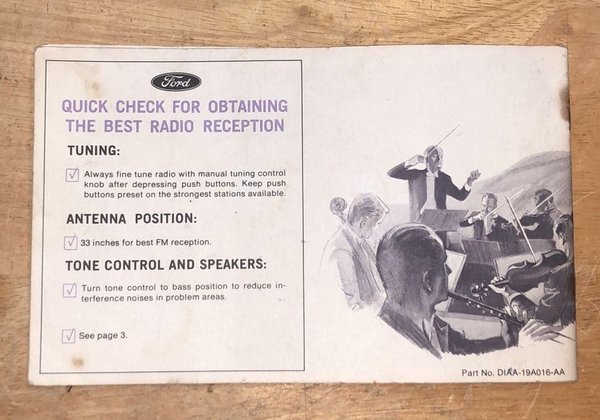 Ford
QUICK CHECK FOR OBTAINING
THE BEST RADIO RECEPTION
TUNING:
Always fine tune radio with manual tuning control
knob after depressing push buttons. Keep push
buttons preset on the strongest stations available.
ANTENNA POSITION:
33 inches for best FM reception.
TONE CONTROL AND SPEAKERS:
Turn tone control to bass position to reduce in-
terference noises in problem areas.
See page 3.
Part No. DIAA-19A016-AA